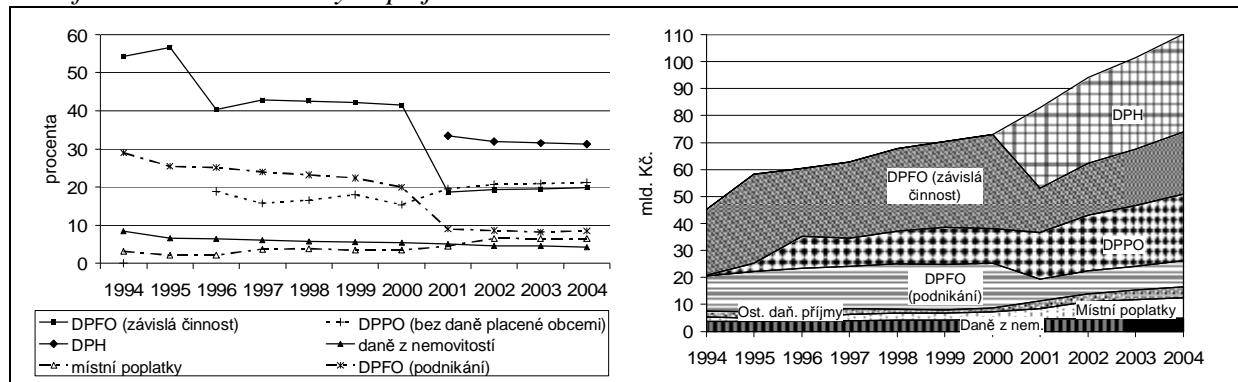 60
50
40
30
20
10
0
procenta
1994 1995 1996 1997 1998 1999 2000 2001 2002 2003 2004
DPFO (závislá činnost)
DPPO (bez daně placené obcemi)
DPH
daně z nemovitostí
místní poplatky
DPFO (podnikání)
110
100
90
80
70
60
50
40
30
20
10
0
mld. Kč.
DPH
DPFO (závislá
činnost)
DPPO
DPFO
(podnikání)
Ost. daň. příjmy
Místní poplatky
Daně z nem.
1994 1995 1996 1997 1998 1999 2000 2001 2002 2003 2004